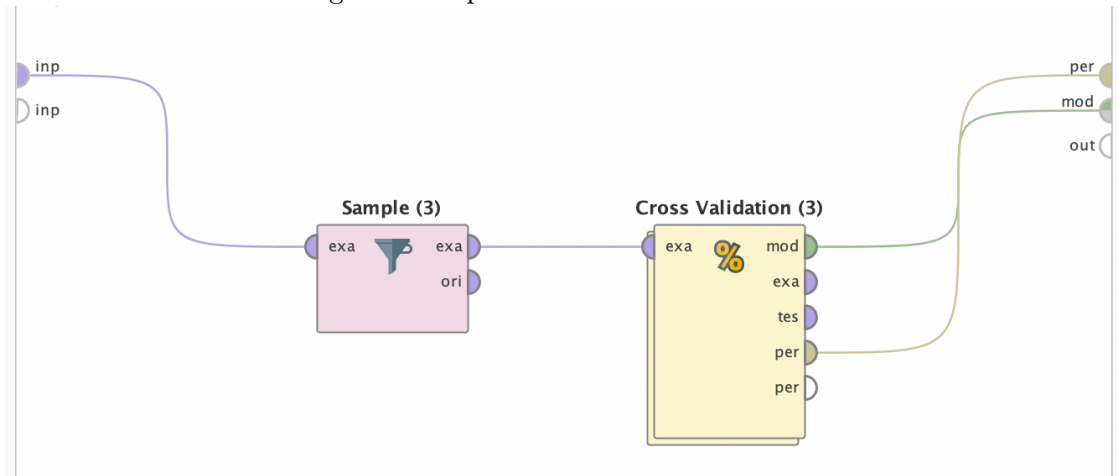 inp
inp
Sample (3)
exa
exa
ori
Cross Validation (3)
exa
mod
exa
tes
per
per
per
mod
out